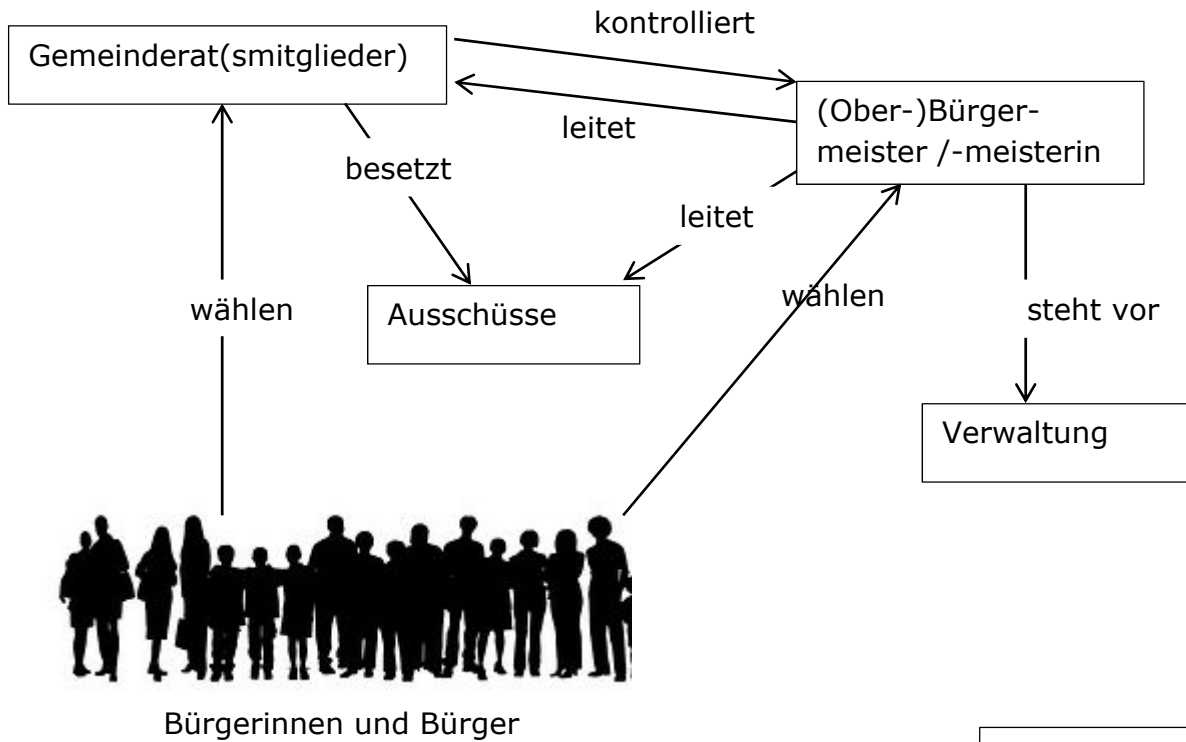 kontrolliert
Gemeinderat(smitglieder)
(Ober-)Bürger-
meister /-meisterin
leitet
besetzt
leitet
wählen
Ausschüsse
wählen
steht vor
Verwaltung
Bürgerinnen und Bürger